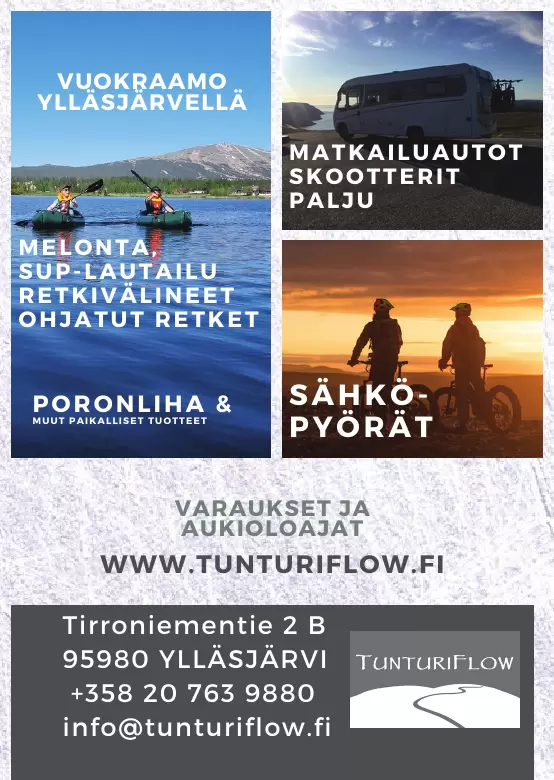 VUOKRAAMO
YLLÄSJÄRVELLÄ
MELONTA,
SUP-LAUTAILU
RETKIVÄLINEET
OHJATUT RETKET
PORONLIHA &
MUUT PAIKALLISET TUOTTEET
MATKAILUAUTOT
SKOOTTERIT
PALJU
SÄHKÖ-
PYÖRÄT
VARAUKSET JA
AUKIOLOAJAT
WWW.TUNTURIFLOW.FI
Tirroniementie 2 B
95980 YLLÄSJÄRVI
+358 20 763 9880
info@tunturiflow.fi
TUNTURIFLOW